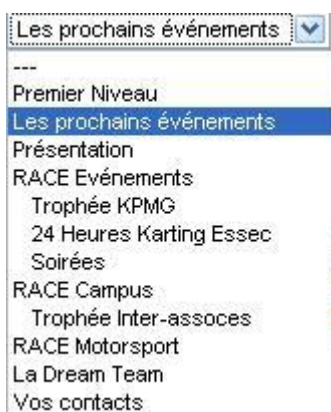 Les prochains événements
---
Premier Niveau
Les prochains événements
Présentation
RACE Evénements
Trophée KPMG
24 Heures Karting Essec
Soirées
RACE Campus
Trophée Inter-assoces
RACE Motorsport
La Dream Team
Vos contacts